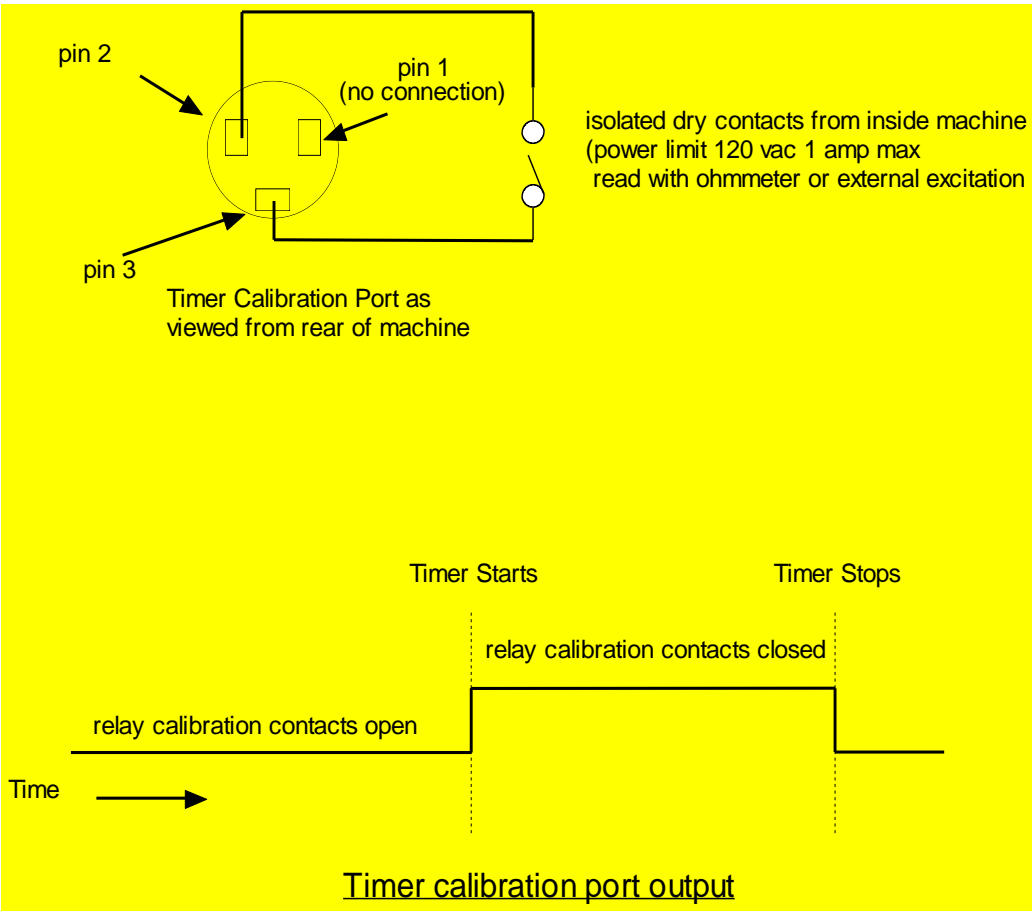 pin 2
pin 1
(no connection)
isolated dry contacts from inside machine
(power limit 120 vac 1 amp max
read with ohmmeter or external excitation
pin 3
Timer Calibration Port as
viewed from rear of machine
Timer Starts
Timer Stops
relay calibration contacts closed
relay calibration contacts open
Time
Timer calibration port output